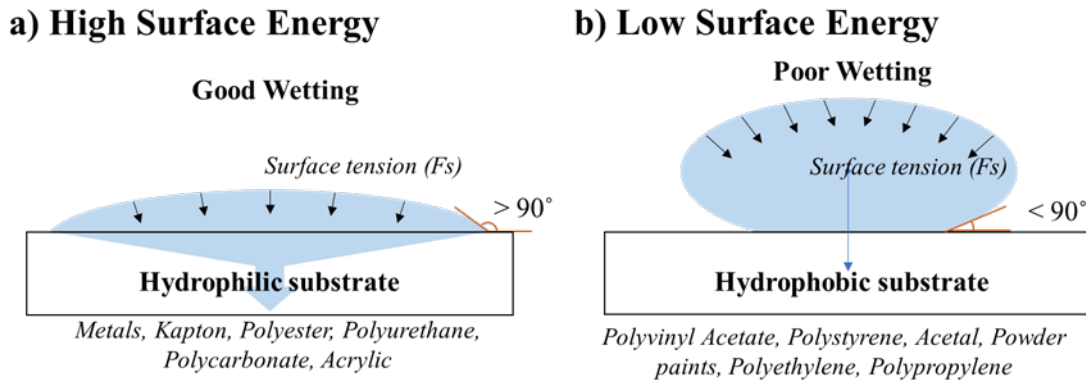 a) High Surface Energy
Good Wetting
Surface tension (Fs)
> 90˚
Hydrophilic substrate
Metals, Kapton, Polyester, Polyurethane,
Polycarbonate, Acrylic
b) Low Surface Energy
Poor Wetting
Surface tension (Fs)
< 90˚
Hydrophobic substrate
Polyvinyl Acetate, Polystyrene, Acetal, Powder
paints, Polyethylene, Polypropylene